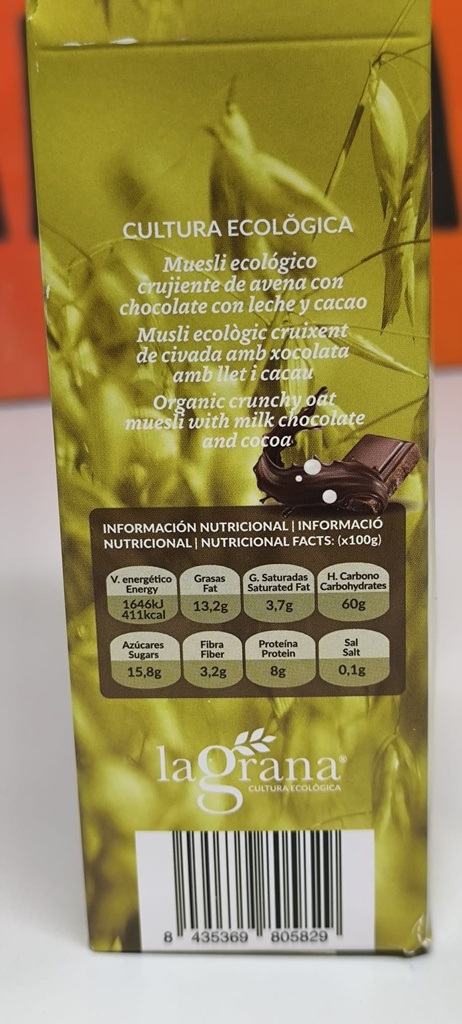 CULTURA ECOLŎGICA
Muesli ecológico
crujiente de avena con
chocolate con leche y cacao
Musli ecològic cruixent
de civada amb xocolata
amb llet i cacau
Organic crunchy oat
muesli with milk chocolate
and cocoa
INFORMACIÓN NUTRICIONAL | INFORMACIÓ
NUTRICIONAL | NUTRICIONAL FACTS: (x100g)
V. energético
Energy
1646kJ
411kcal
Grasas
Fat
13,2g
G. Saturadas
Saturated Fat
3,7g
H. Carbono
Carbohydrates
60g
Azúcares
Sugars
15,8g
Fibra
Fiber
3,2g
Proteína
Protein
8g
Sal
Salt
0,1g
lagrana®
CULTURA ECOLÓGICA
8 435369 805829